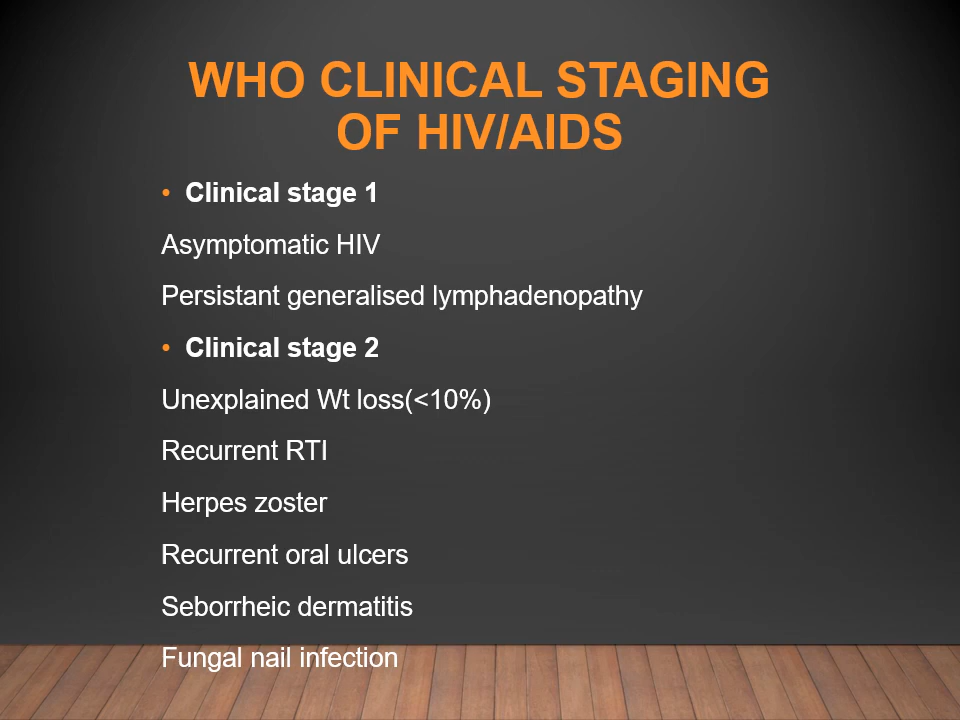 WHO CLINICAL STAGING
OF HIV/AIDS
• Clinical stage 1
Asymptomatic HIV
Persistant generalised lymphadenopathy
• Clinical stage 2
Unexplained Wt loss(<10%)
Recurrent RTI
Herpes zoster
Recurrent oral ulcers
Seborrheic dermatitis
Fungal nail infection